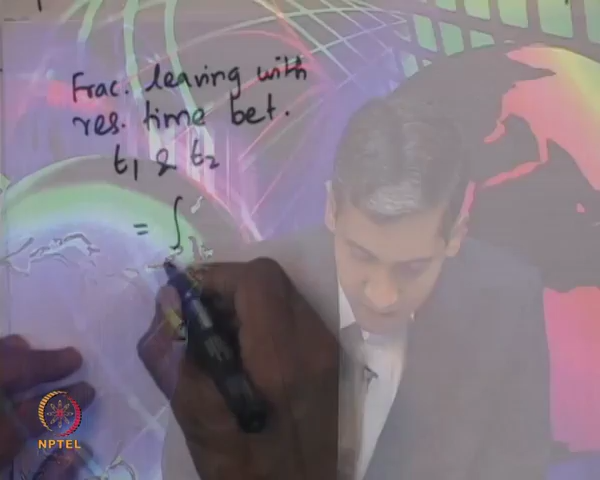 Frac. leaving with
res. time bet.
t₁ & t₂
= ∫
NPTEL